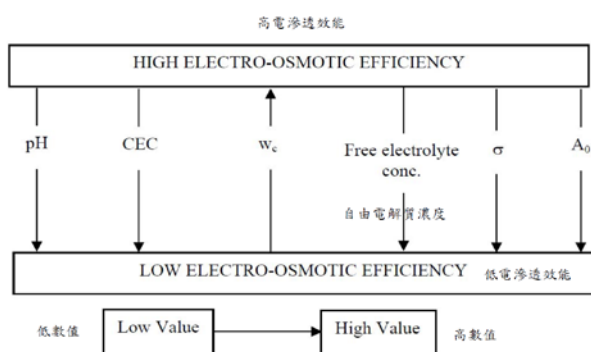 高電滲透效能
HIGH ELECTRO-OSMOTIC EFFICIENCY
pH
CEC
wc
Free electrolyte
conc.
σ
A0
自由電解質濃度
LOW ELECTRO-OSMOTIC EFFICIENCY 低電滲透效能
低數值
Low Value
High Value
高數值